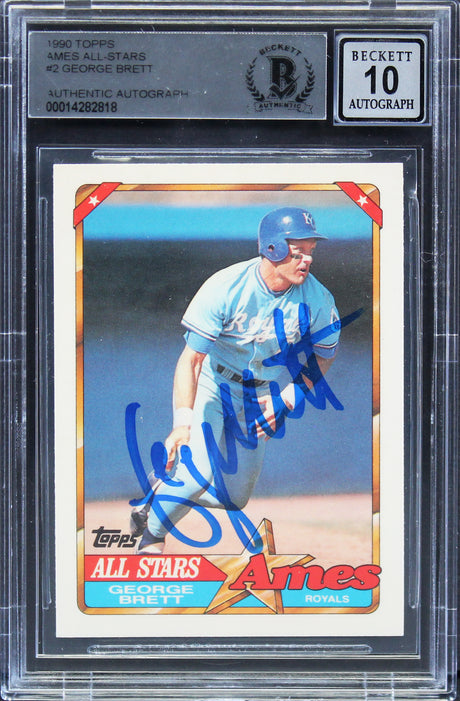 1990 TOPPS
AMES ALL-STARS
#2 GEORGE BRETT
AUTHENTIC AUTOGRAPH
00014282818
BECKETT
B
AUTHENTIC
BECKETT
10
AUTOGRAPH
KC
Royals
topps
ALL STARS
GEORGE
BRETT
Ames
ROYALS